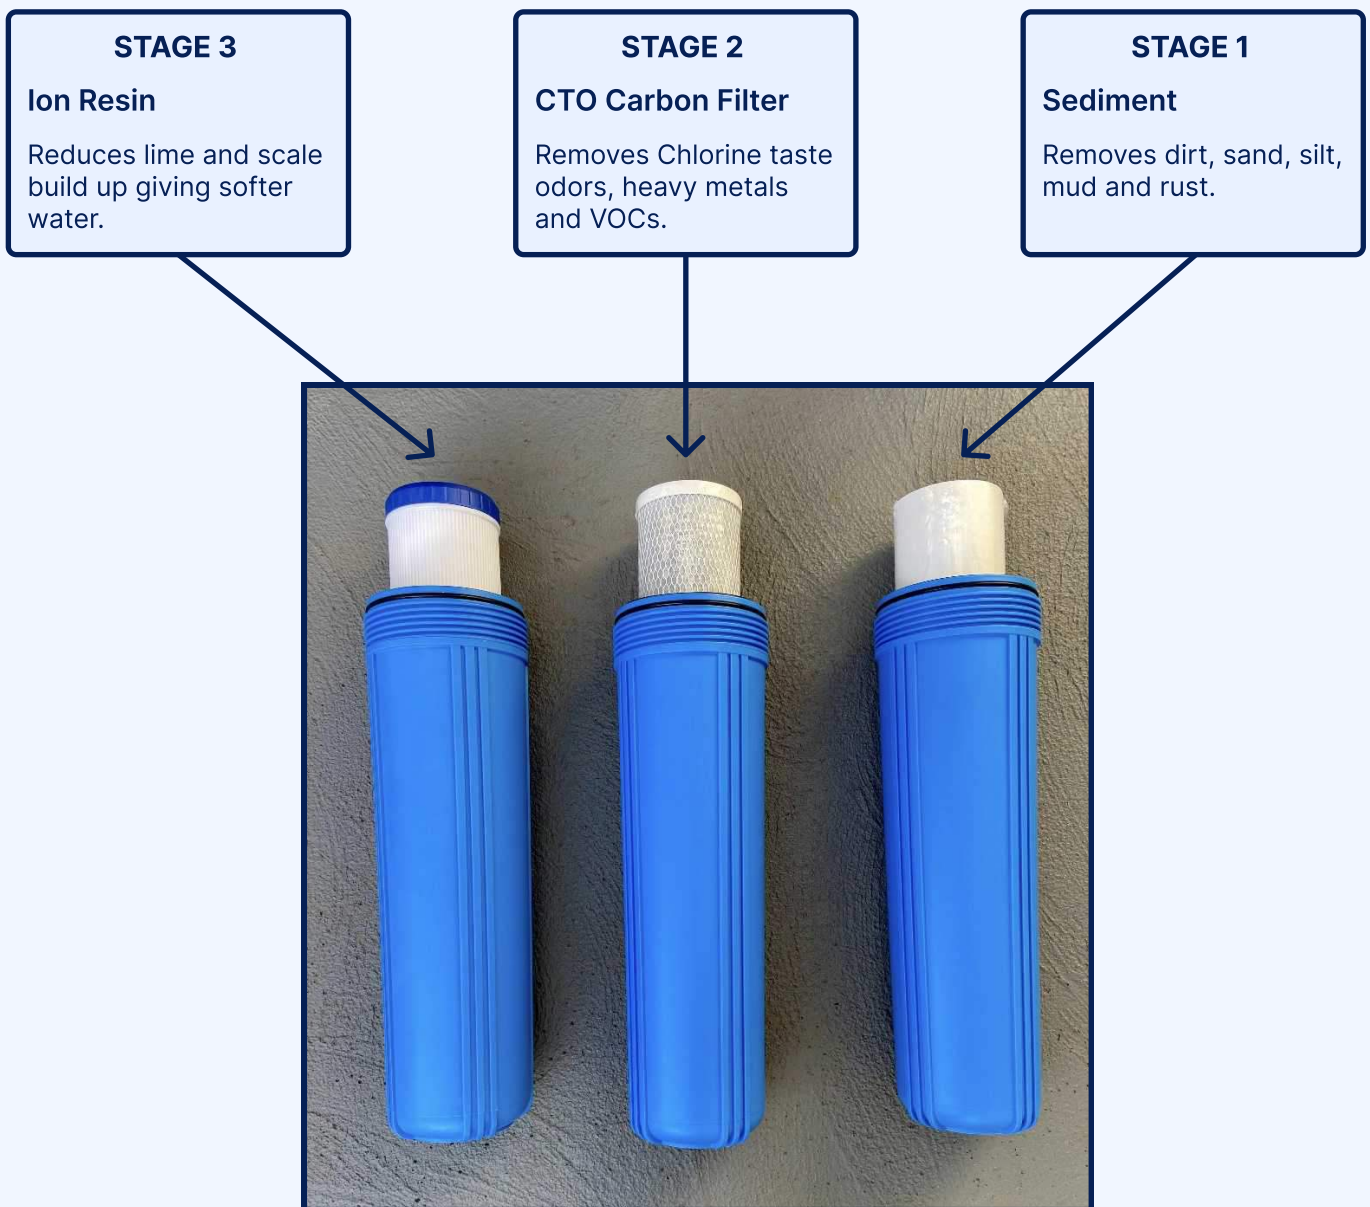 STAGE 3
Ion Resin
Reduces lime and scale
build up giving softer
water.
STAGE 2
CTO Carbon Filter
Removes Chlorine taste
odors, heavy metals
and VOCs.
STAGE 1
Sediment
Removes dirt, sand, silt,
mud and rust.